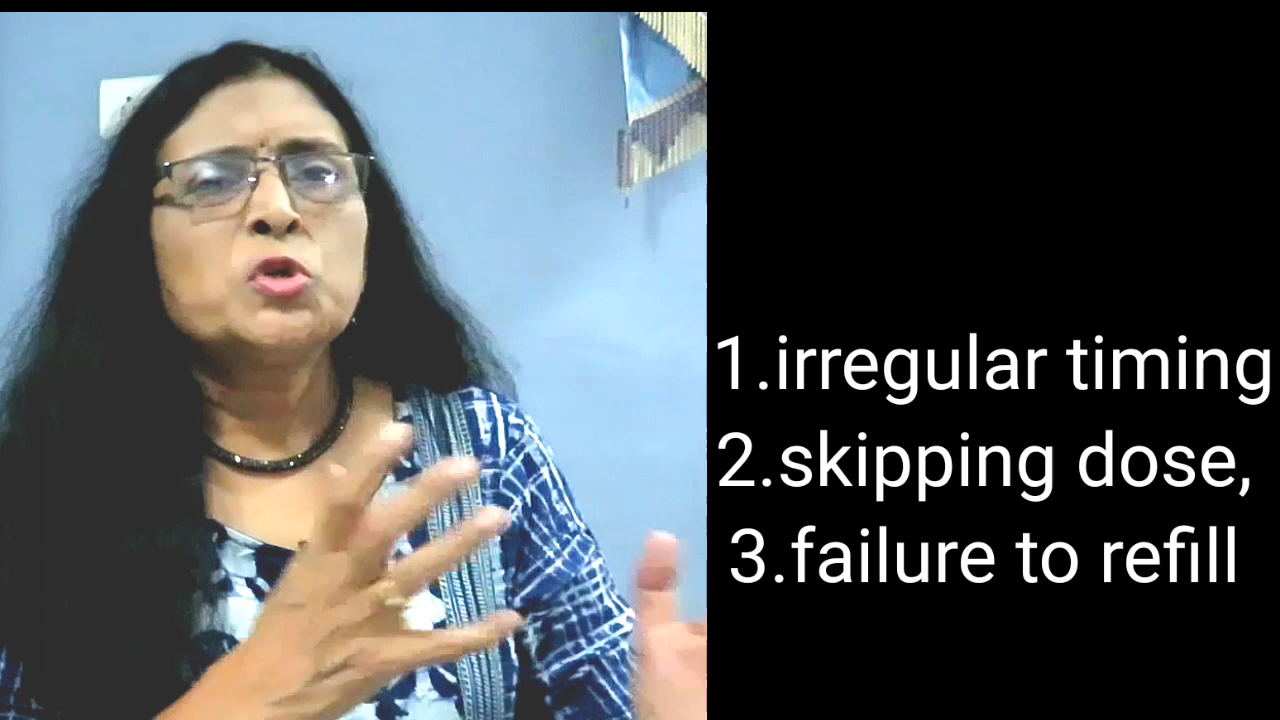 1.irregular timing
2.skipping dose,
3.failure to refill